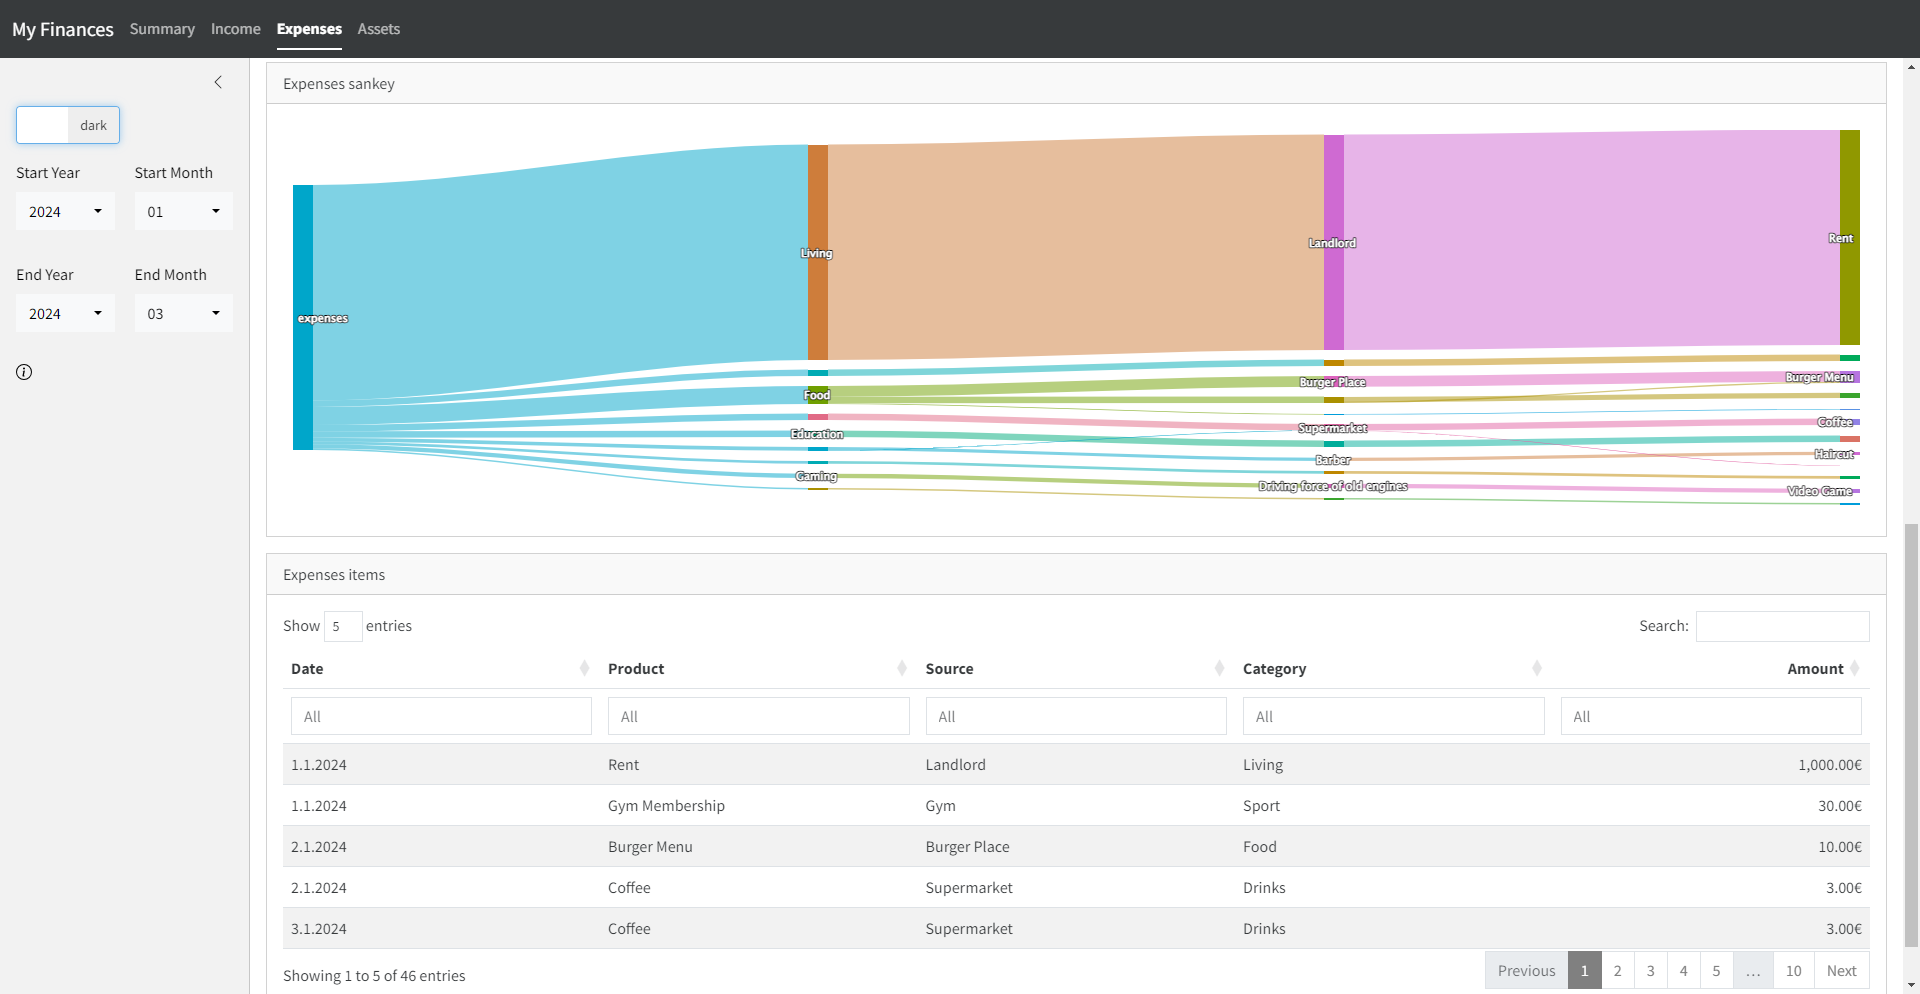 My Finances Summary Income Expenses Assets
dark
Start Year Start Month
2024 01
End Year End Month
2024 03
Expenses sankey
expenses
Living
Food
Education
Gaming
Landlord
Burger Place
Supermarket
Barber
Driving force of old engines
Rent
Burger Menu
Coffee
Haircut
Video Game
Expenses items
Show 5 entries Search:
Date Product Source Category Amount
All All All All All
1.1.2024 Rent Landlord Living 1,000.00€
1.1.2024 Gym Membership Gym Sport 30.00€
2.1.2024 Burger Menu Burger Place Food 10.00€
2.1.2024 Coffee Supermarket Drinks 3.00€
3.1.2024 Coffee Supermarket Drinks 3.00€
Showing 1 to 5 of 46 entries Previous 1 2 3 4 5 … 10 Next